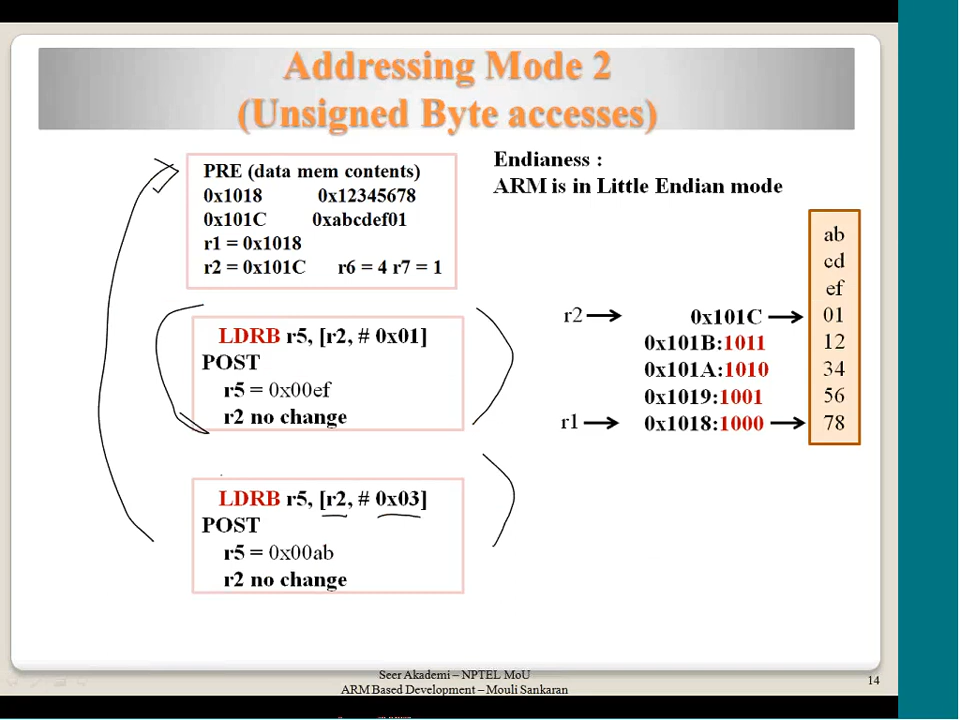 Addressing Mode 2
(Unsigned Byte accesses)
PRE (data mem contents)
0x1018 0x12345678
0x101C 0xabcdef01
r1 = 0x1018
r2 = 0x101C r6 = 4 r7 = 1
LDRB r5, [r2, # 0x01]
POST
r5 = 0x00ef
r2 no change
LDRB r5, [r2, # 0x03]
POST
r5 = 0x00ab
r2 no change
Endianess :
ARM is in Little Endian mode
ab
cd
ef
r2 0x101C 01
0x101B:1011 12
0x101A:1010 34
0x1019:1001 56
r1 0x1018:1000 78
Seer Akademi – NPTEL MoU
ARM Based Development – Mouli Sankaran
14